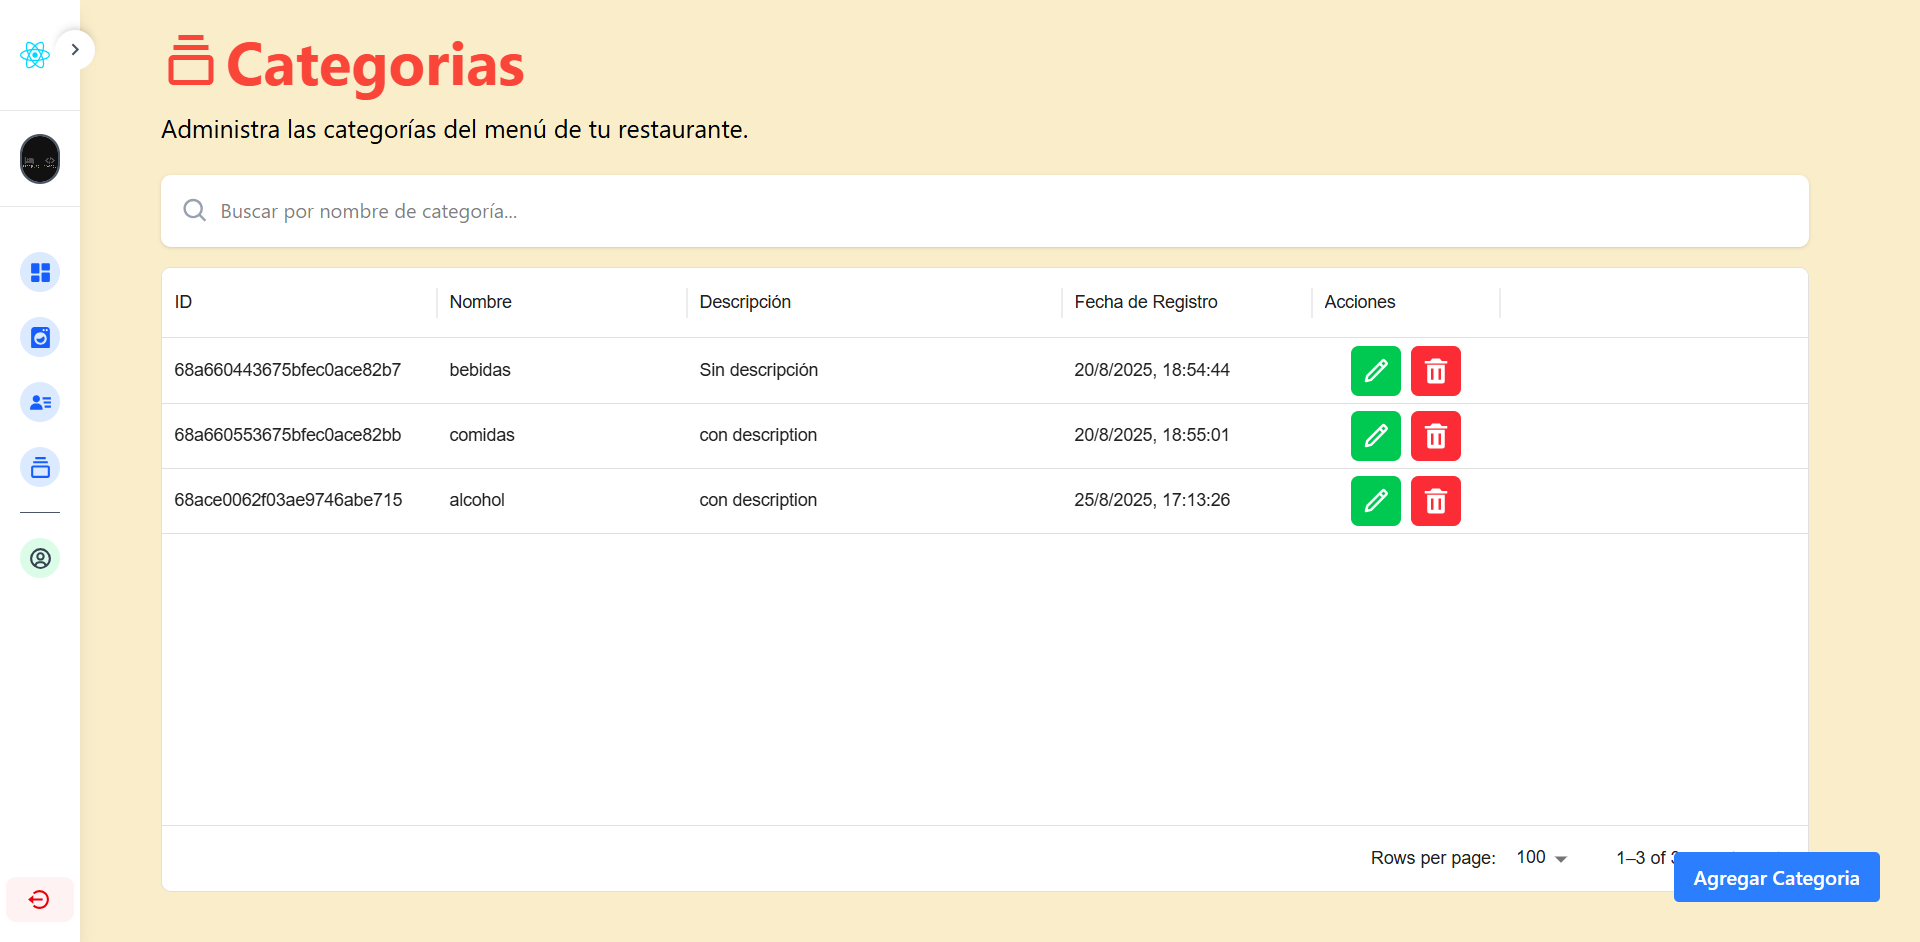 Categorias
Administra las categorías del menú de tu restaurante.
Buscar por nombre de categoría...
ID Nombre Descripción Fecha de Registro Acciones
68a660443675bfec0ace82b7 bebidas Sin descripción 20/8/2025, 18:54:44
68a660553675bfec0ace82bb comidas con description 20/8/2025, 18:55:01
68ace0062f03ae9746abe715 alcohol con description 25/8/2025, 17:13:26
Rows per page: 100 1–3 of 3
Agregar Categoria